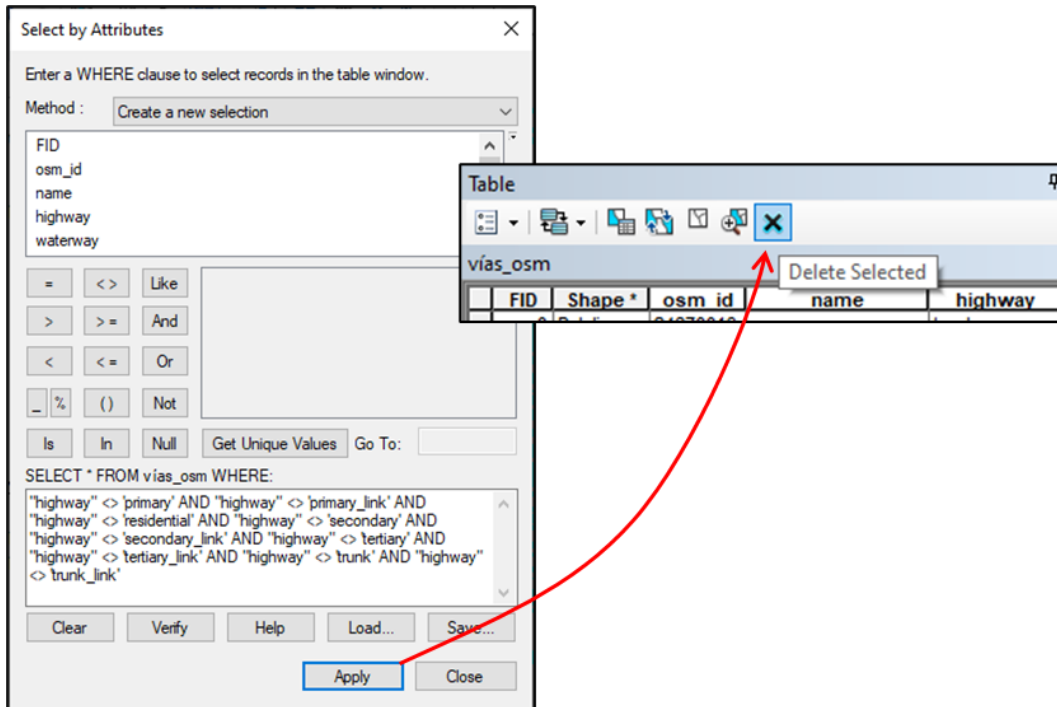 Select by Attributes
Enter a WHERE clause to select records in the table window.
Method : Create a new selection
FID
osm_id
name
highway
waterway
= <> Like
> >= And
< <= Or
_ % () Not
Is In Null Get Unique Values Go To:
SELECT * FROM vías_osm WHERE:
"highway" <> 'primary' AND "highway" <> 'primary_link' AND
"highway" <> 'residential' AND "highway" <> 'secondary' AND
"highway" <> 'secondary_link' AND "highway" <> 'tertiary' AND
"highway" <> 'tertiary_link' AND "highway" <> 'trunk' AND "highway"
<> 'trunk_link'
Clear Verify Help Load... Save...
Apply Close
Table
vías_osm
Delete Selected
FID Shape * osm_id name highway